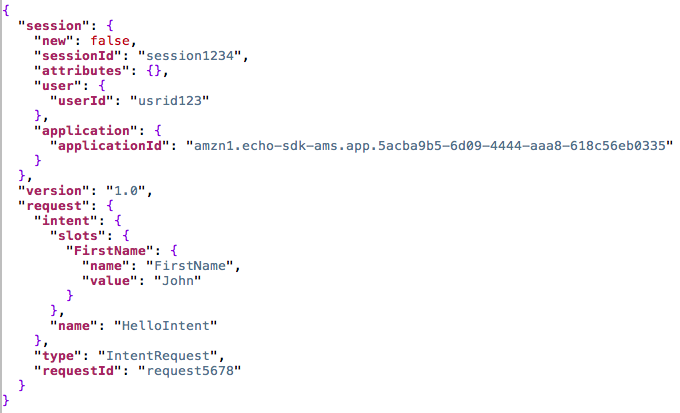 {
  "session": {
    "new": false,
    "sessionId": "session1234",
    "attributes": {},
    "user": {
      "userId": "usrid123"
    },
    "application": {
      "applicationId": "amzn1.echo-sdk-ams.app.5acba9b5-6d09-4444-aaa8-618c56eb0335"
    }
  },
  "version": "1.0",
  "request": {
    "intent": {
      "slots": {
        "FirstName": {
          "name": "FirstName",
          "value": "John"
        }
      },
      "name": "HelloIntent"
    },
    "type": "IntentRequest",
    "requestId": "request5678"
  }
}